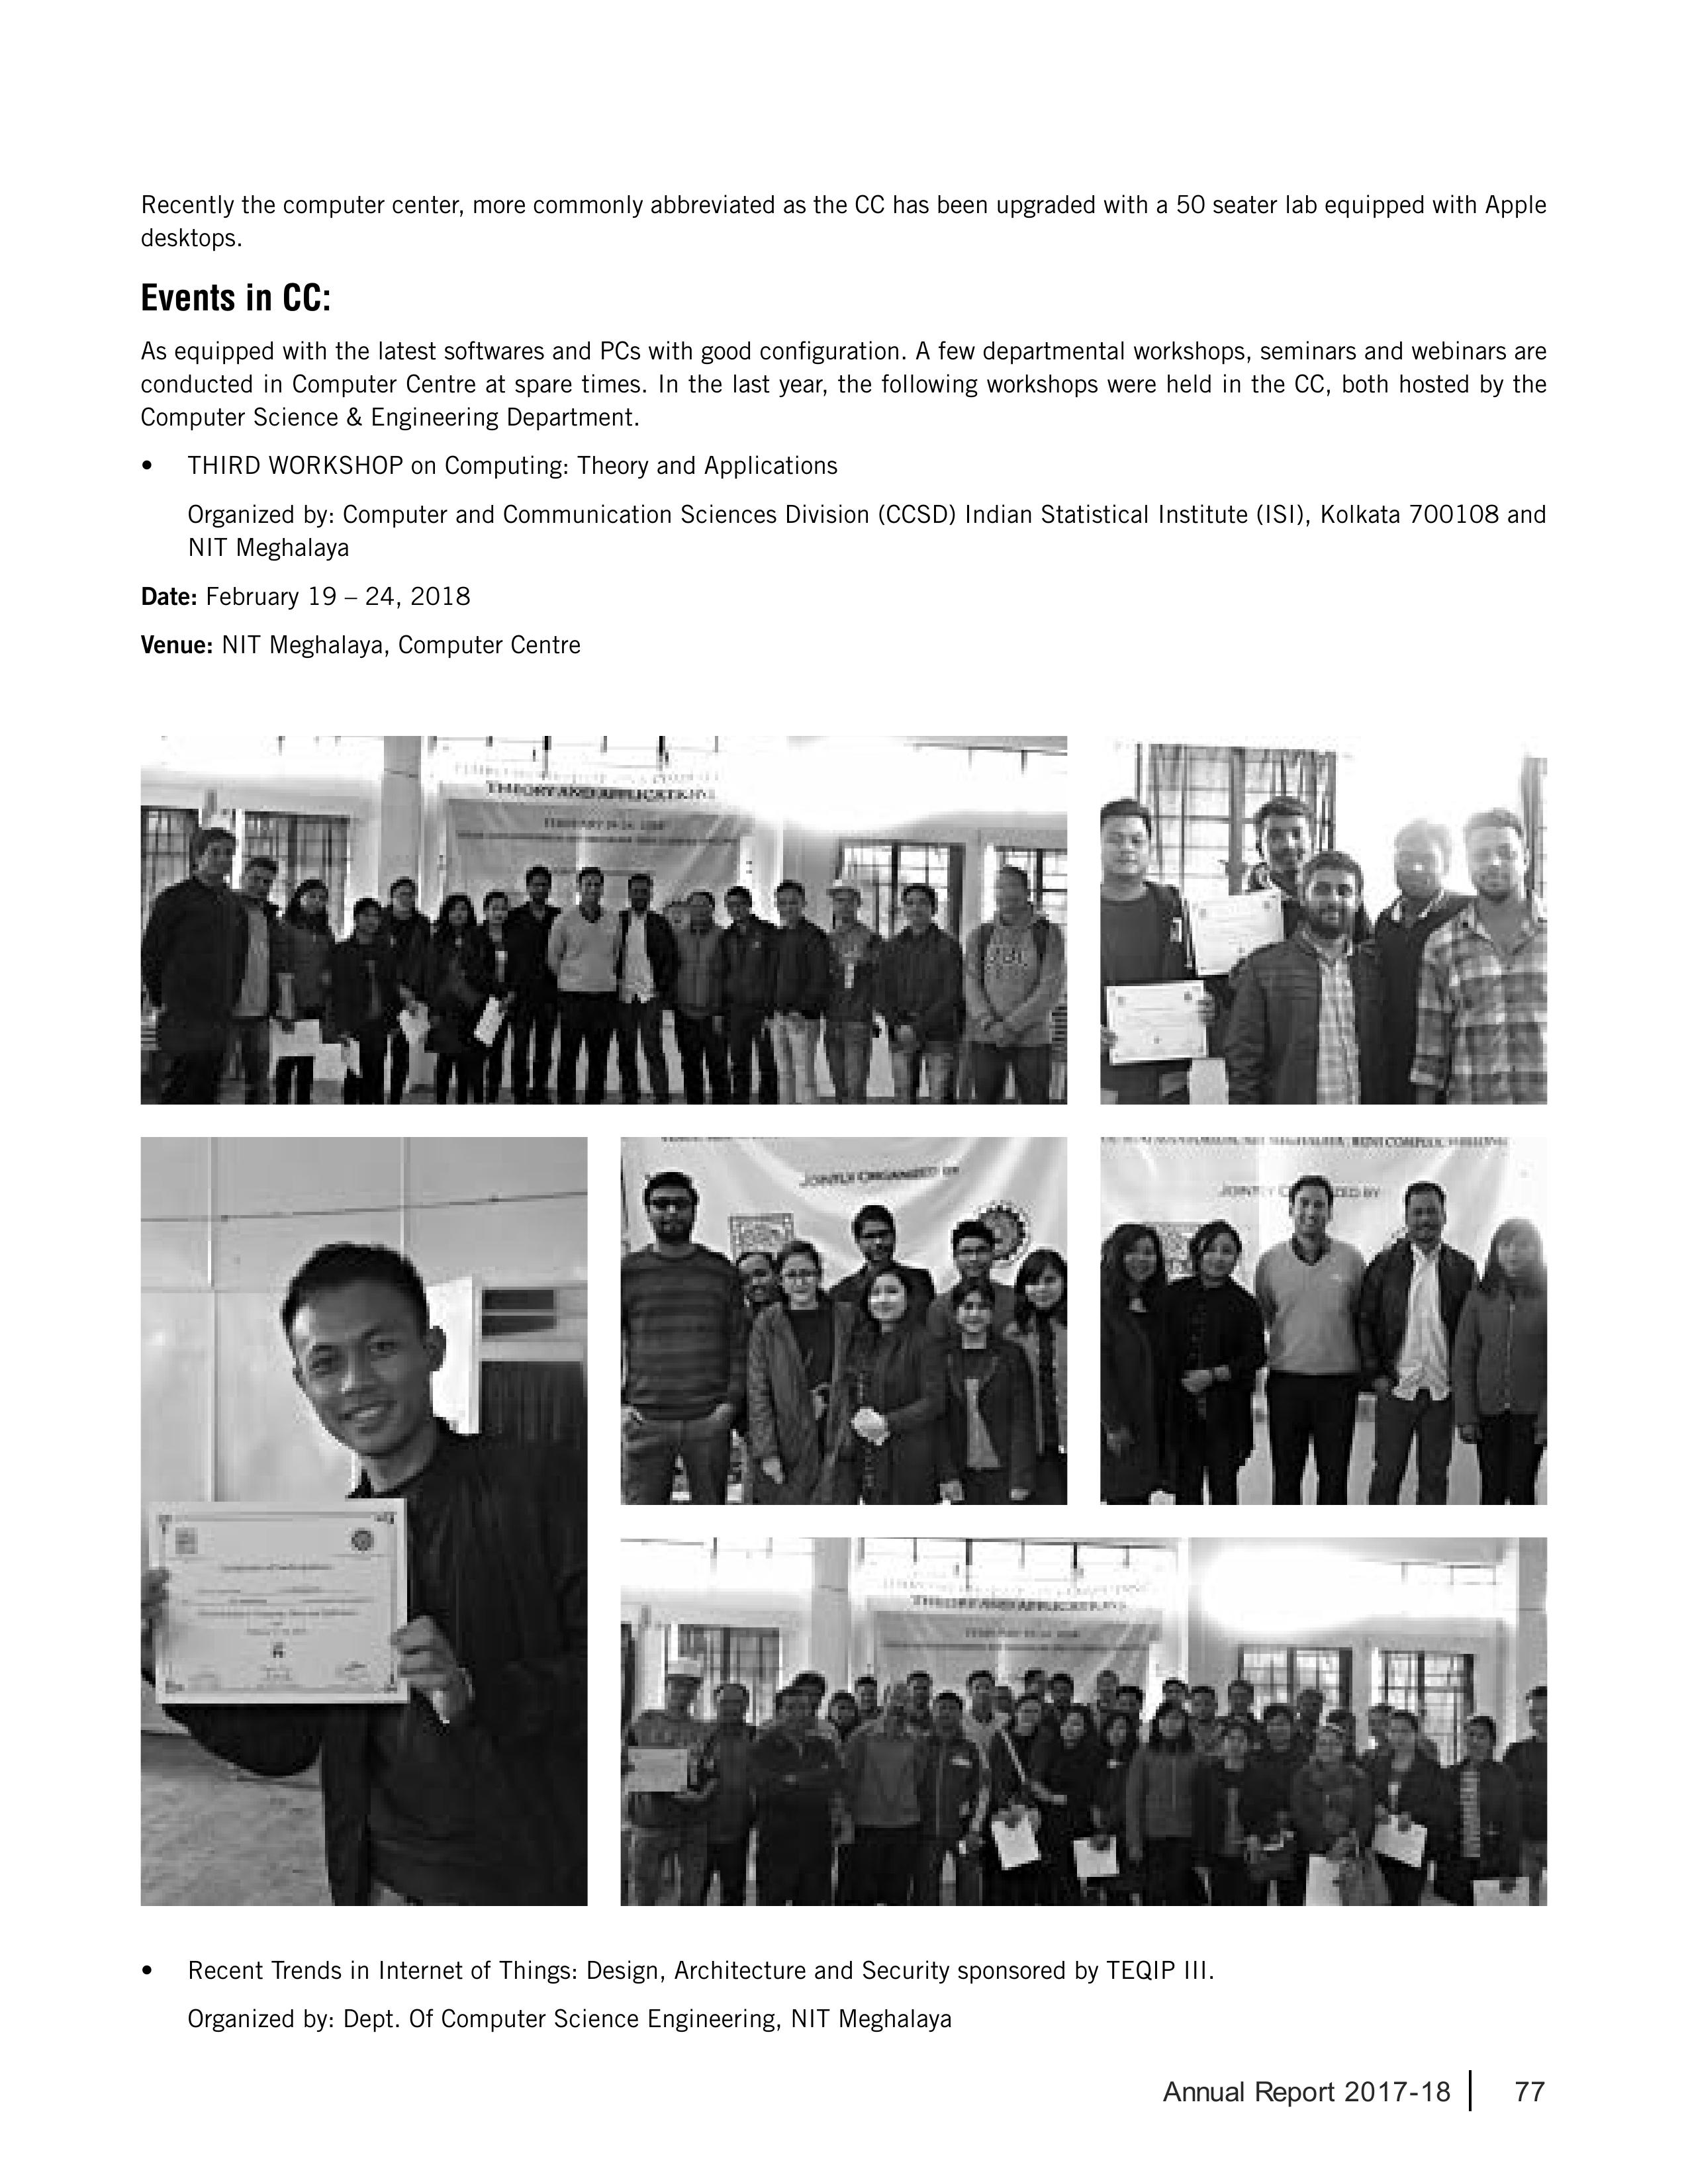 Recently the computer center, more commonly abbreviated as the CC has been upgraded with a 50 seater lab equipped with Apple
desktops.
Events in CC:
As equipped with the latest softwares and PCs with good configuration. A few departmental workshops, seminars and webinars are
conducted in Computer Centre at spare times. In the last year, the following workshops were held in the CC, both hosted by the
Computer Science & Engineering Department.
• THIRD WORKSHOP on Computing: Theory and Applications
Organized by: Computer and Communication Sciences Division (CCSD) Indian Statistical Institute (ISI), Kolkata 700108 and
NIT Meghalaya
Date: February 19 – 24, 2018
Venue: NIT Meghalaya, Computer Centre
THEORY AND APPLICATIONS
JOINTLY ORGANIZED BY
JOINTLY
BY
THEORY AND APPLICATIONS
• Recent Trends in Internet of Things: Design, Architecture and Security sponsored by TEQIP III.
Organized by: Dept. Of Computer Science Engineering, NIT Meghalaya
Annual Report 2017-18 | 77